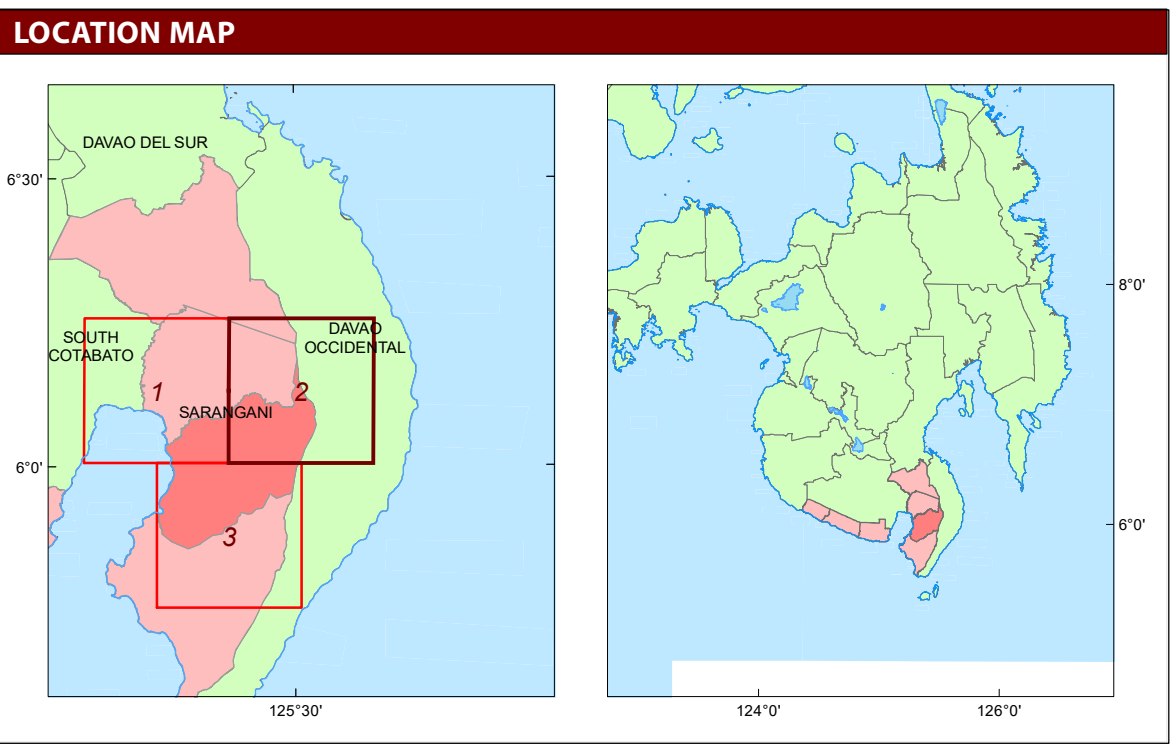 LOCATION MAP
DAVAO DEL SUR
6°30'
SOUTH
COTABATO
DAVAO
OCCIDENTAL
1
2
SARANGANI
6°0'
3
125°30'
8°0'
6°0'
124°0'
126°0'